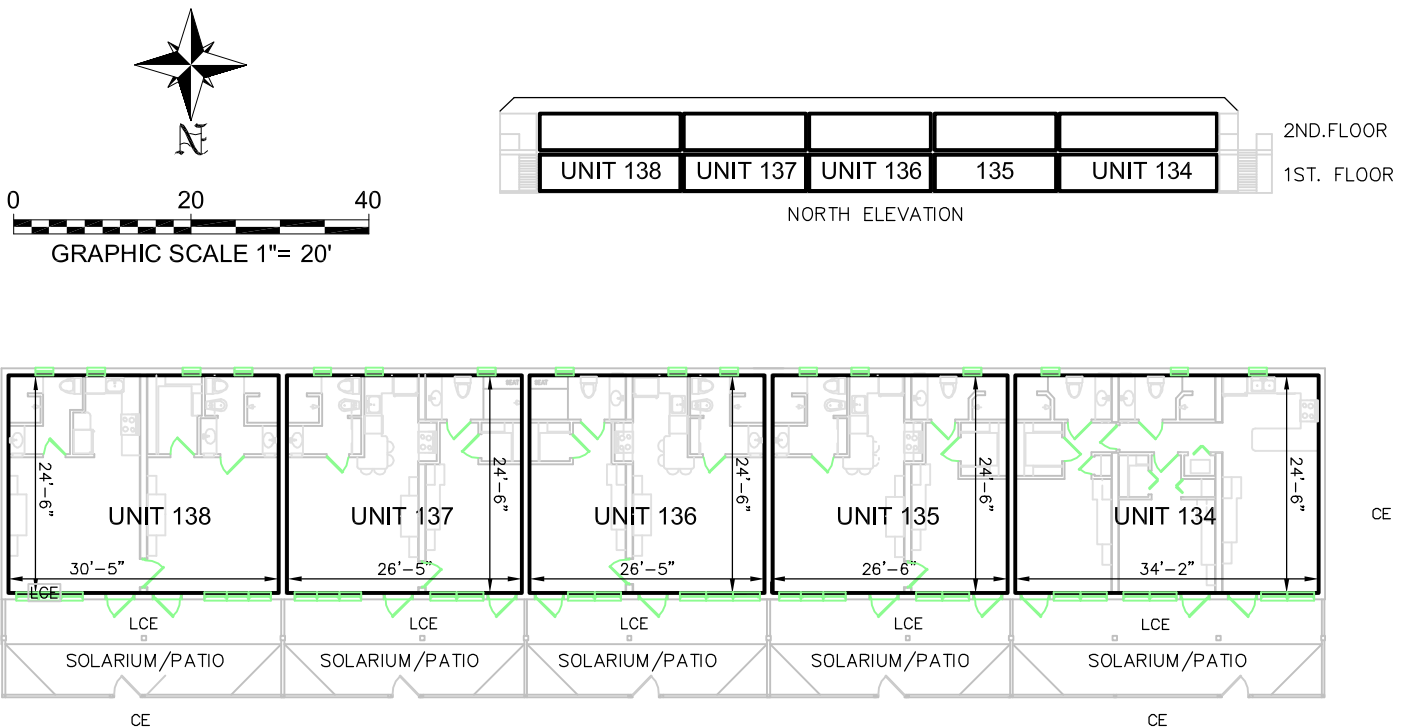 N
0 20 40
GRAPHIC SCALE 1"= 20'
2ND.FLOOR
UNIT 138 UNIT 137 UNIT 136 135 UNIT 134 1ST. FLOOR
NORTH ELEVATION
SEAT SEAT
24'-6" 24'-6" 24'-6" 24'-6" 24'-6"
UNIT 138 UNIT 137 UNIT 136 UNIT 135 UNIT 134 CE
30'-5" 26'-5" 26'-5" 26'-6" 34'-2"
LCE
LCE LCE LCE LCE LCE
SOLARIUM/PATIO SOLARIUM/PATIO SOLARIUM/PATIO SOLARIUM/PATIO SOLARIUM/PATIO
CE CE